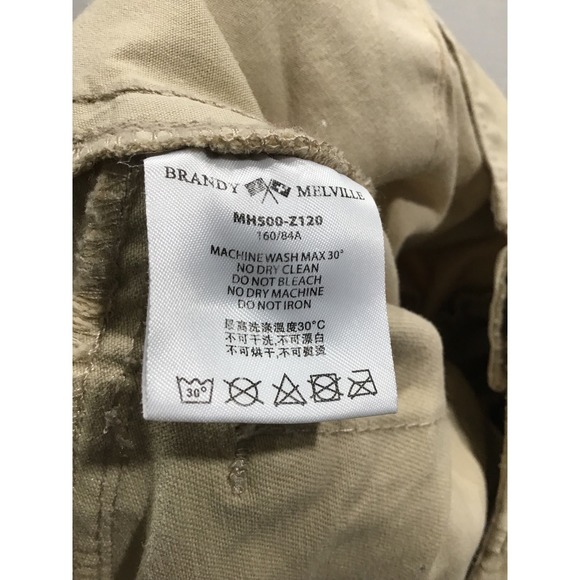 BRANDY MELVILLE
MH500-Z120
160/84A
MACHINE WASH MAX 30°
NO DRY CLEAN
DO NOT BLEACH
NO DRY MACHINE
DO NOT IRON
最高洗涤溫度30°C
不可干洗,不可漂白
不可烘干,不可熨燙
30°